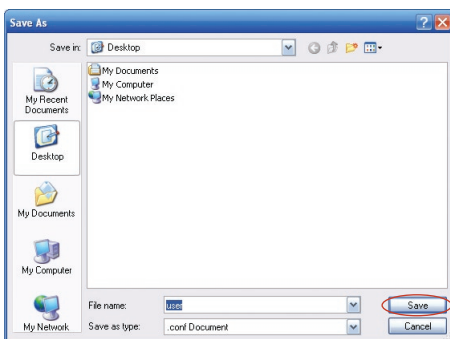 Save As
Save in:
Desktop
My Documents
My Computer
My Network Places
My Recent
Documents
Desktop
My Documents
My Computer
My Network
File name:
user
Save
Save as type:
.conf Document
Cancel